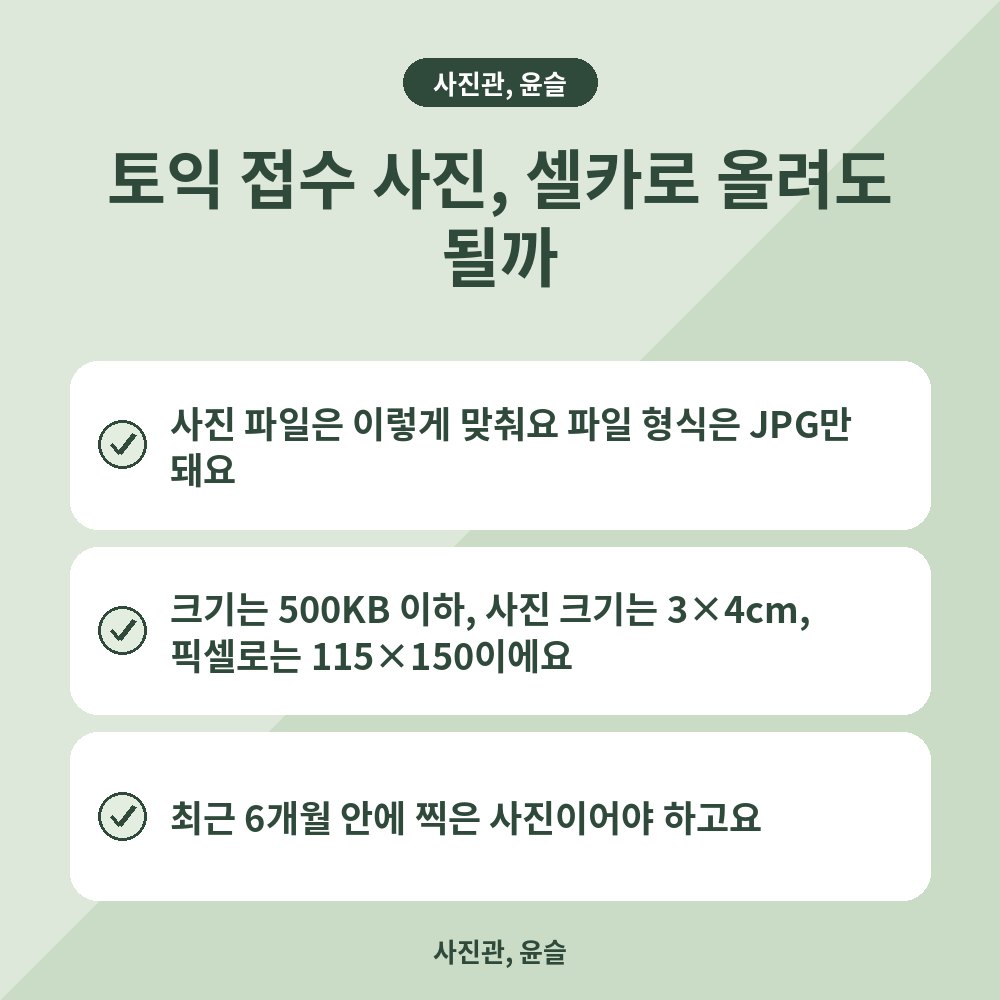 사진관, 윤슬
토익 접수 사진, 셀카로 올려도
될까
사진 파일은 이렇게 맞춰요 파일 형식은 JPG만
돼요
크기는 500KB 이하, 사진 크기는 3×4cm,
픽셀로는 115×150이에요
최근 6개월 안에 찍은 사진이어야 하고요
사진관, 윤슬